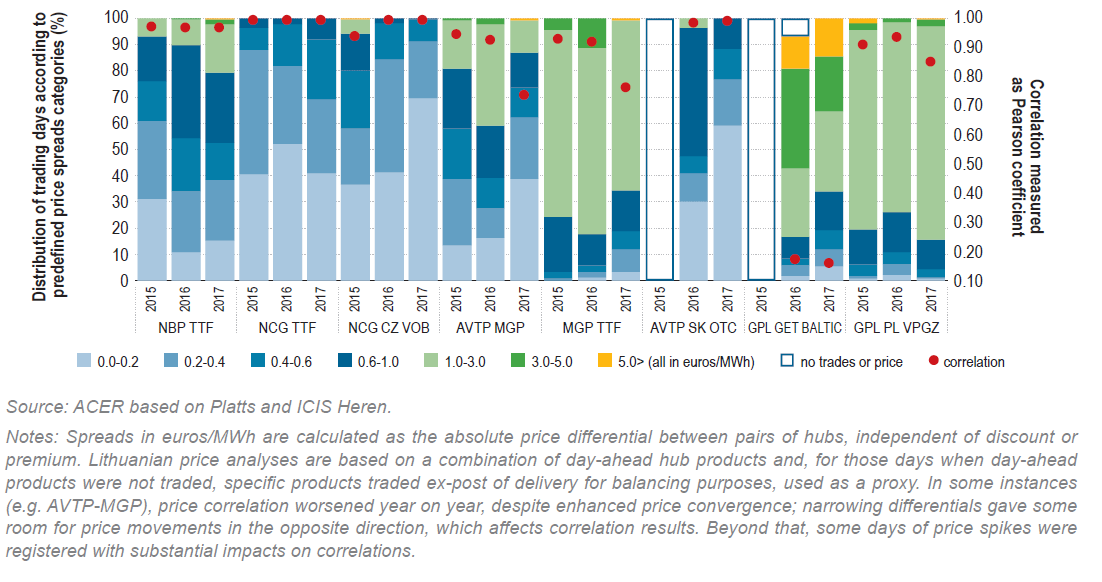 Distribution of trading days according to
predefined price spreads categories (%)
100
90
80
70
60
50
40
30
20
10
0
1.00
0.90
0.80
0.70
0.60
0.50
0.40
0.30
0.20
0.10
Correlation measured
as Pearson coefficient
2015 2016 2017 2015 2016 2017 2015 2016 2017 2015 2016 2017 2015 2016 2017 2015 2016 2017 2015 2016 2017 2015 2016 2017
NBP TTF NCG TTF NCG CZ VOB AVTP MGP MGP TTF AVTP SK OTC GPL GET BALTIC GPL PL VPGZ
0.0-0.2 0.2-0.4 0.4-0.6 0.6-1.0 1.0-3.0 3.0-5.0 5.0> (all in euros/MWh) no trades or price correlation
Source: ACER based on Platts and ICIS Heren.
Notes: Spreads in euros/MWh are calculated as the absolute price differential between pairs of hubs, independent of discount or
premium. Lithuanian price analyses are based on a combination of day-ahead hub products and, for those days when day-ahead
products were not traded, specific products traded ex-post of delivery for balancing purposes, used as a proxy. In some instances
(e.g. AVTP-MGP), price correlation worsened year on year, despite enhanced price convergence; narrowing differentials gave some
room for price movements in the opposite direction, which affects correlation results. Beyond that, some days of price spikes were
registered with substantial impacts on correlations.